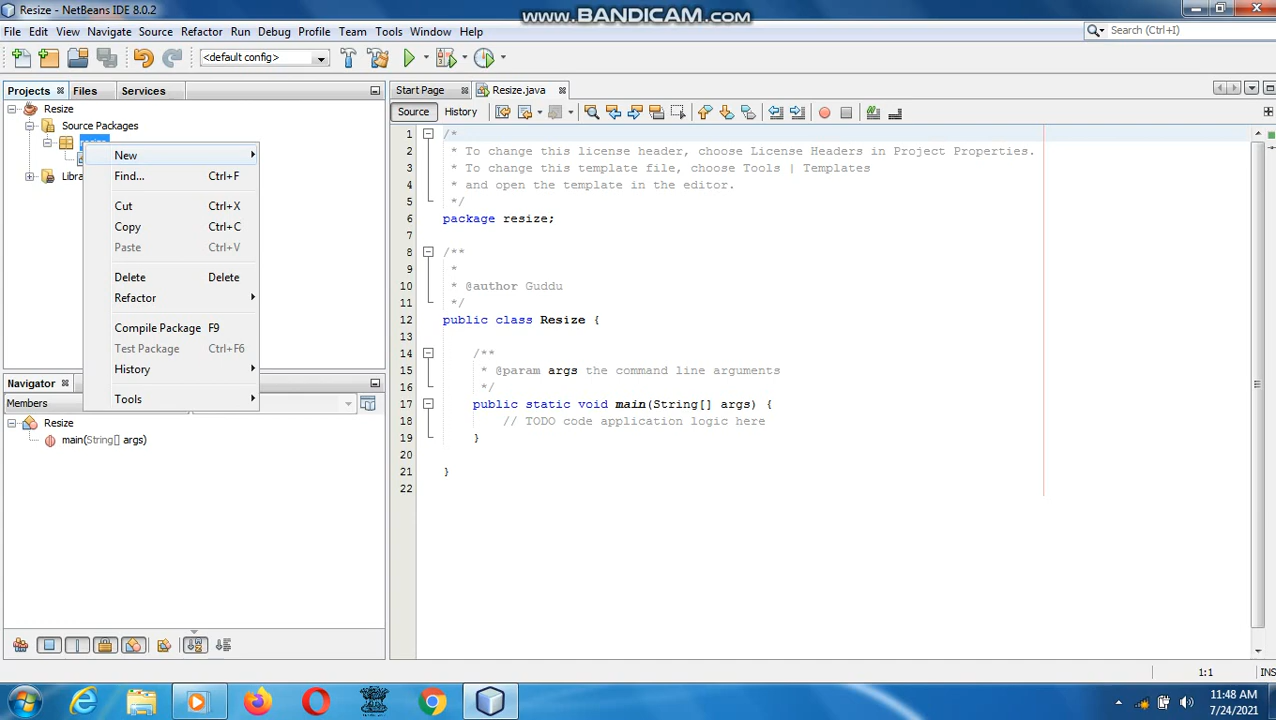 Resize - NetBeans IDE 8.0.2
www.BANDICAM.com
File Edit View Navigate Source Refactor Run Debug Profile Team Tools Window Help
Search (Ctrl+I)
<default config>
Projects Files Services
Start Page Resize.java
Resize
Source History
Source Packages
New
Find... Ctrl+F
Cut Ctrl+X
Copy Ctrl+C
Paste Ctrl+V
Delete Delete
Refactor
Compile Package F9
Test Package Ctrl+F6
History
Tools
Libra
1 /*
2 * To change this license header, choose License Headers in Project Properties.
3 * To change this template file, choose Tools | Templates
4 * and open the template in the editor.
5 */
6 package resize;
7
8 /**
9 *
10 * @author Guddu
11 */
12 public class Resize {
13
14 /**
15 * @param args the command line arguments
16 */
17 public static void main(String[] args) {
18 // TODO code application logic here
19 }
20
21 }
22
Navigator
Members
Resize
main(String[] args)
1:1 INS
11:48 AM
7/24/2021